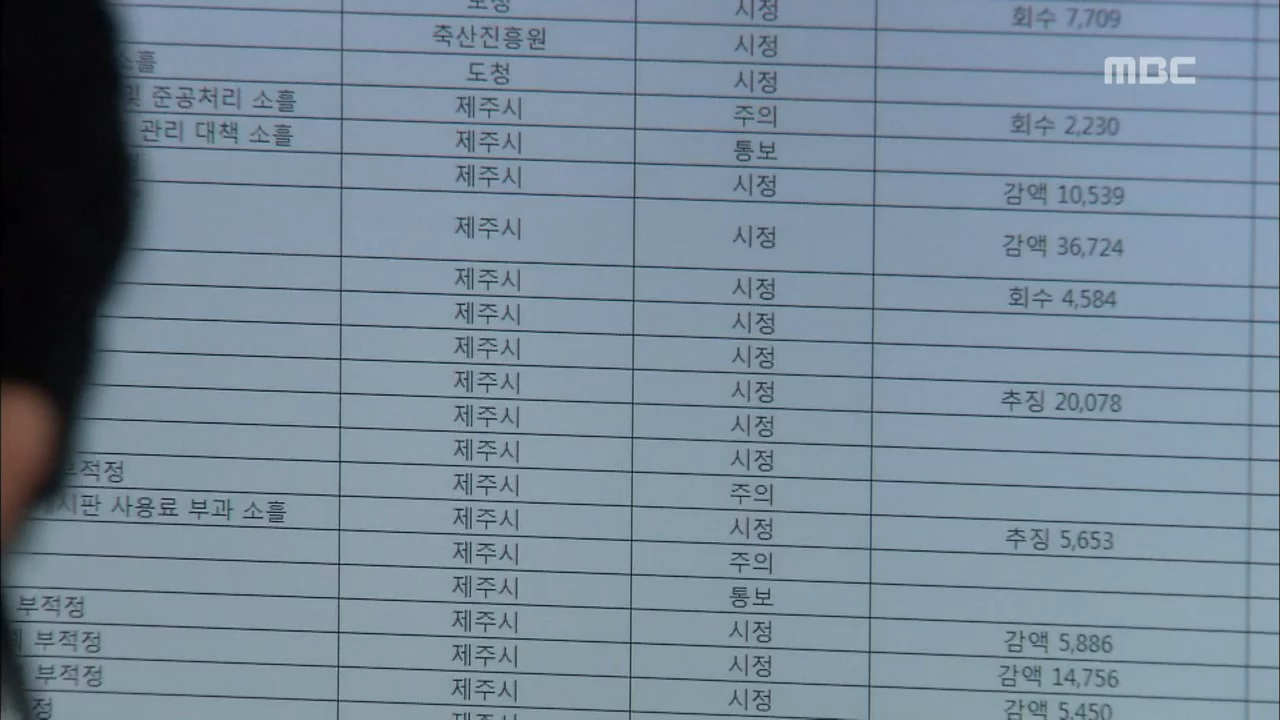 도청 시정 회수 7,709
축산진흥원 시정
소흘 도청 시정
및 준공처리 소흘 제주시 주의 회수 2,230
관리 대책 소흘 제주시 통보
제주시 시정 감액 10,539
제주시 시정 감액 36,724
제주시 시정 회수 4,584
제주시 시정
제주시 시정
제주시 시정 추징 20,078
제주시 시정
제주시 시정
부적정 제주시 주의
시판 사용료 부과 소흘 제주시 시정 추징 5,653
제주시 주의
제주시 통보
부적정 제주시 시정 감액 5,886
부적정 제주시 시정 감액 14,756
부적정 제주시 시정 감액 5,450
정 제주시
MBC